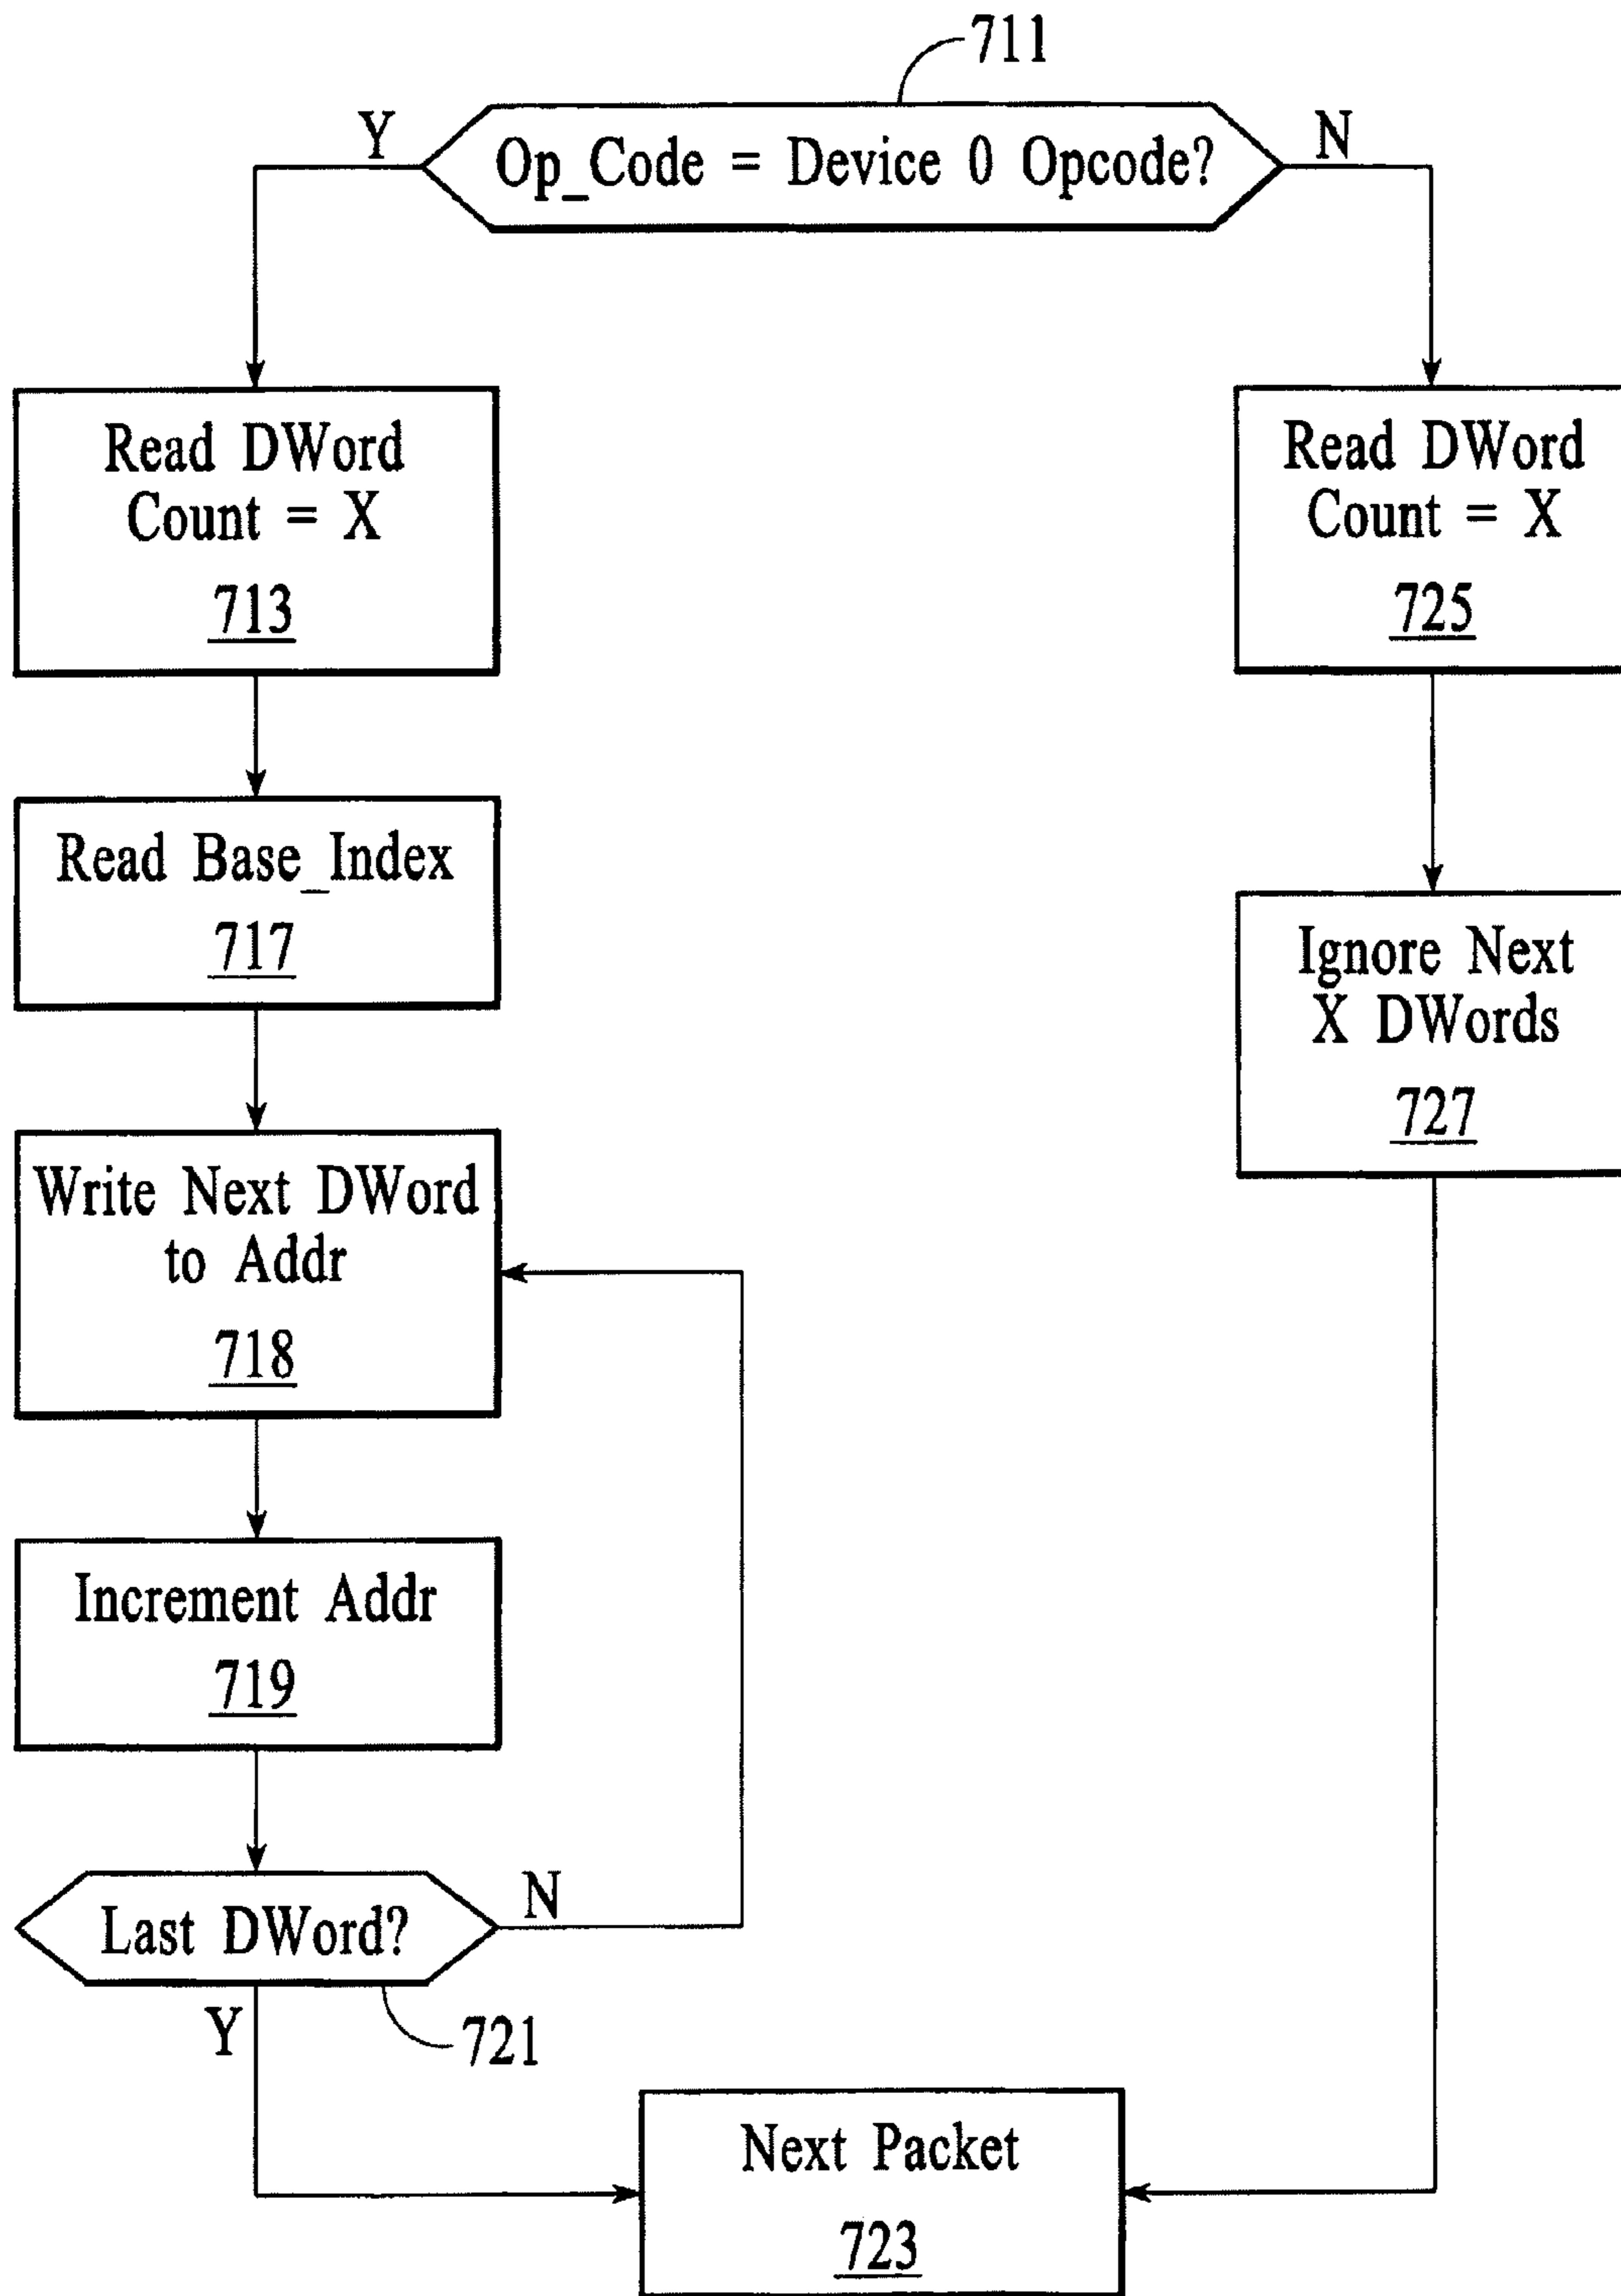 711
Y
Op_Code = Device 0 Opcode?
N
Read DWord
Count = X
713
Read DWord
Count = X
725
Read Base_Index
717
Ignore Next
X DWords
727
Write Next DWord
to Addr
718
Increment Addr
719
Last DWord?
N
Y
721
Next Packet
723